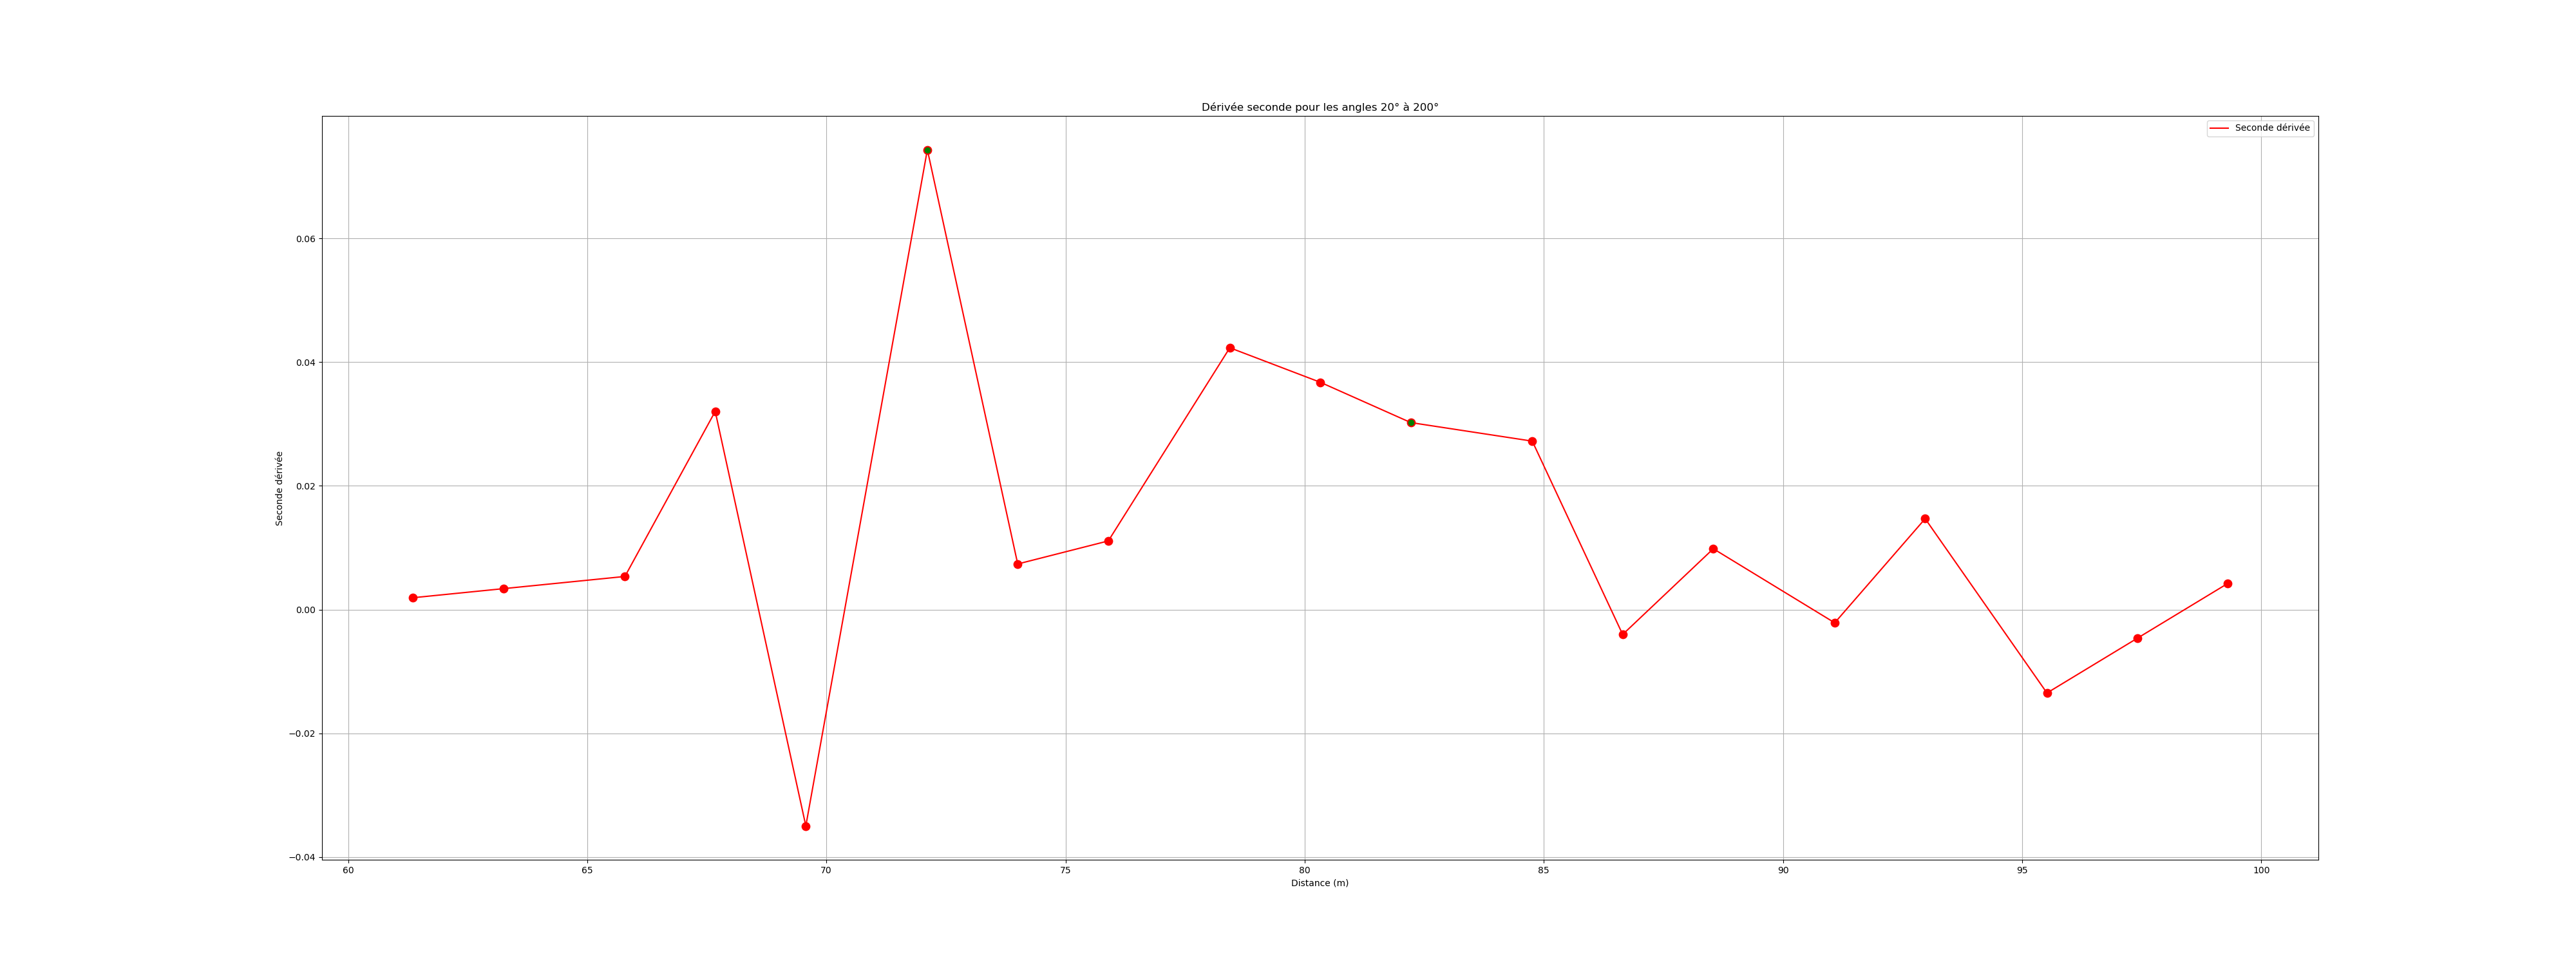 Dérivée seconde pour les angles 20° à 200°
Seconde dérivée
Seconde dérivée
0.06
0.04
0.02
0.00
−0.02
−0.04
60 65 70 75 80 85 90 95 100
Distance (m)